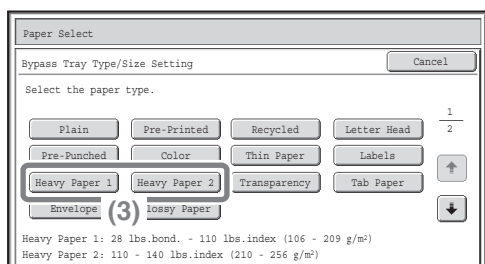 Paper Select
Bypass Tray Type/Size Setting Cancel
Select the paper type.
Plain Pre-Printed Recycled Letter Head 1 2
Pre-Punched Color Thin Paper Labels
Heavy Paper 1 Heavy Paper 2 Transparency Tab Paper
Envelope (3) lossy Paper
Heavy Paper 1: 28 lbs.bond. - 110 lbs.index (106 - 209 g/m²)
Heavy Paper 2: 110 - 140 lbs.index (210 - 256 g/m²)